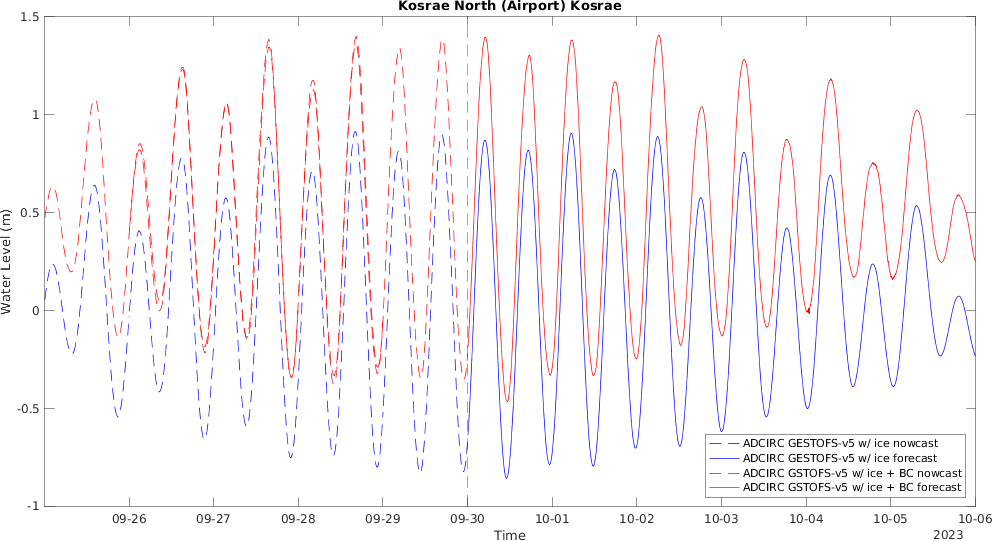 Kosrae North (Airport) Kosrae
1.5
1
0.5
0
-0.5
-1
Water Level (m)
09-26 09-27 09-28 09-29 09-30 10-01 10-02 10-03 10-04 10-05 10-06
Time
2023
ADCIRC GESTOFS-v5 w/ ice nowcast
ADCIRC GESTOFS-v5 w/ ice forecast
ADCIRC GSTOFS-v5 w/ ice + BC nowcast
ADCIRC GSTOFS-v5 w/ ice + BC forecast